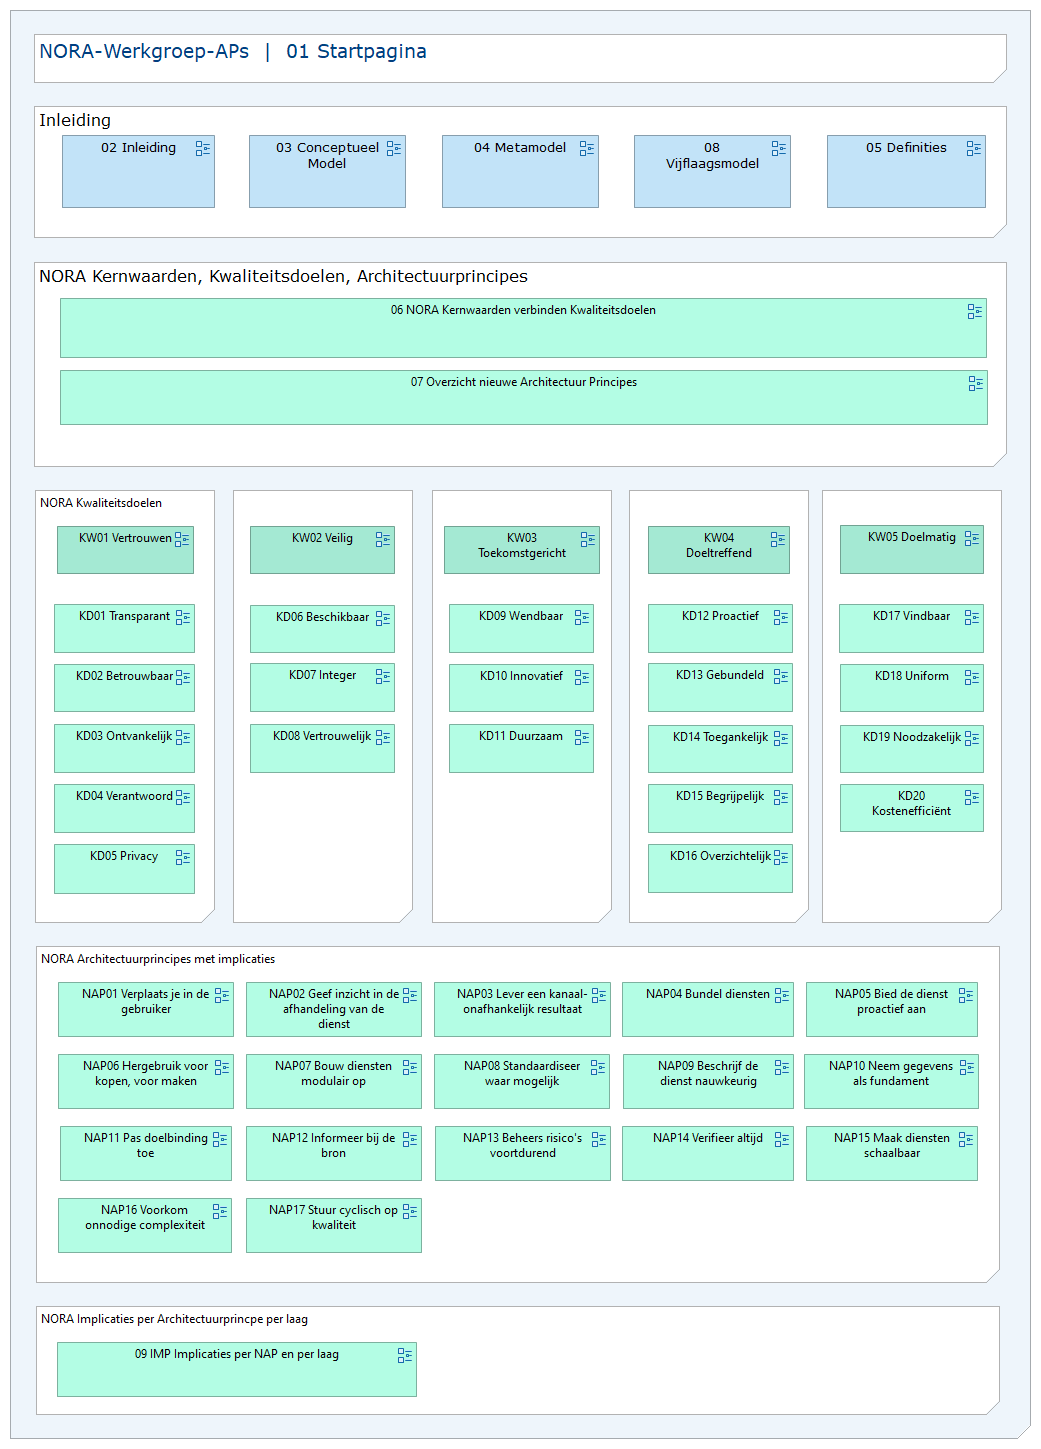 NORA-Werkgroep-APs | 01 Startpagina
Inleiding
02 Inleiding
03 Conceptueel
Model
04 Metamodel
08
Vijflaagsmodel
05 Definities
NORA Kernwaarden, Kwaliteitsdoelen, Architectuurprincipes
06 NORA Kernwaarden verbinden Kwaliteitsdoelen
07 Overzicht nieuwe Architectuur Principes
NORA Kwaliteitsdoelen
KW01 Vertrouwen
KD01 Transparant
KD02 Betrouwbaar
KD03 Ontvankelijk
KD04 Verantwoord
KD05 Privacy
KW02 Veilig
KD06 Beschikbaar
KD07 Integer
KD08 Vertrouwelijk
KW03
Toekomstgericht
KD09 Wendbaar
KD10 Innovatief
KD11 Duurzaam
KW04
Doeltreffend
KD12 Proactief
KD13 Gebundeld
KD14 Toegankelijk
KD15 Begrijpelijk
KD16 Overzichtelijk
KW05 Doelmatig
KD17 Vindbaar
KD18 Uniform
KD19 Noodzakelijk
KD20
Kostenefficiënt
NORA Architectuurprincipes met implicaties
NAP01 Verplaats je in de
gebruiker
NAP02 Geef inzicht in de
afhandeling van de
dienst
NAP03 Lever een kanaal-
onafhankelijk resultaat
NAP04 Bundel diensten
NAP05 Bied de dienst
proactief aan
NAP06 Hergebruik voor
kopen, voor maken
NAP07 Bouw diensten
modulair op
NAP08 Standaardiseer
waar mogelijk
NAP09 Beschrijf de
dienst nauwkeurig
NAP10 Neem gegevens
als fundament
NAP11 Pas doelbinding
toe
NAP12 Informeer bij de
bron
NAP13 Beheers risico's
voortdurend
NAP14 Verifieer altijd
NAP15 Maak diensten
schaalbaar
NAP16 Voorkom
onnodige complexiteit
NAP17 Stuur cyclisch op
kwaliteit
NORA Implicaties per Architectuurprincpe per laag
09 IMP Implicaties per NAP en per laag